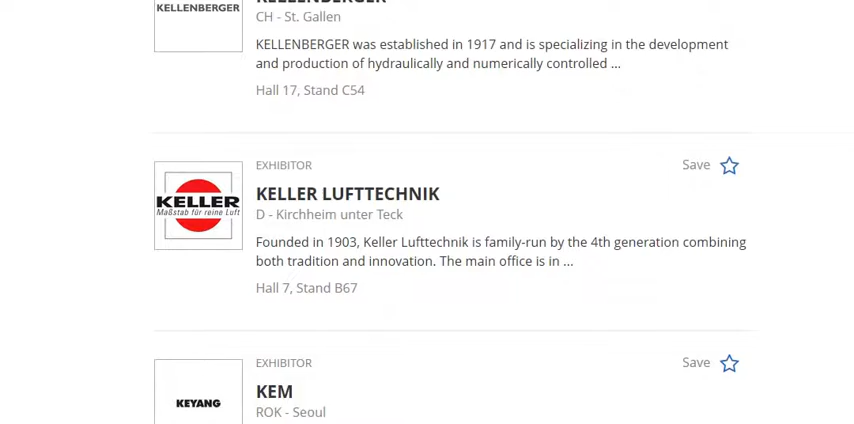 KELLENBERGER
KELLENBERGER
CH - St. Gallen
KELLENBERGER was established in 1917 and is specializing in the development
and production of hydraulically and numerically controlled ...
Hall 17, Stand C54
EXHIBITOR
Save
KELLER
Maßstab für reine Luft
KELLER LUFTTECHNIK
D - Kirchheim unter Teck
Founded in 1903, Keller Lufttechnik is family-run by the 4th generation combining
both tradition and innovation. The main office is in ...
Hall 7, Stand B67
EXHIBITOR
Save
KEYANG
KEM
ROK - Seoul